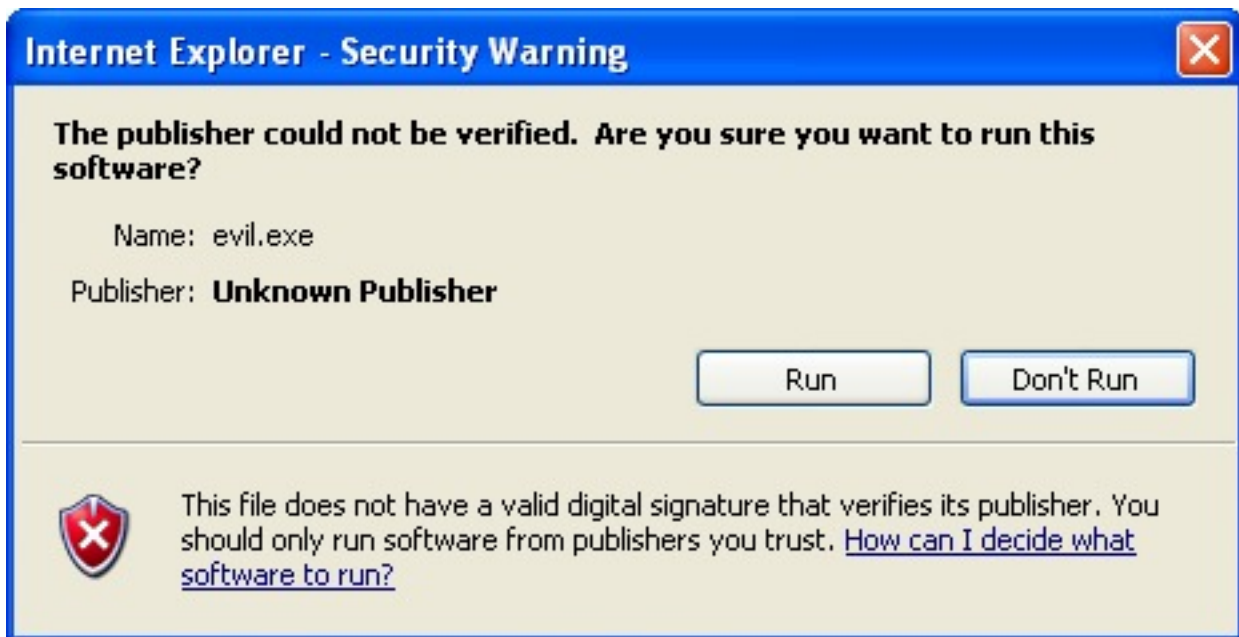 Internet Explorer - Security Warning
The publisher could not be verified.  Are you sure you want to run this
software?
Name: evil.exe
Publisher: Unknown Publisher
Run Don't Run
This file does not have a valid digital signature that verifies its publisher. You
should only run software from publishers you trust. How can I decide what
software to run?